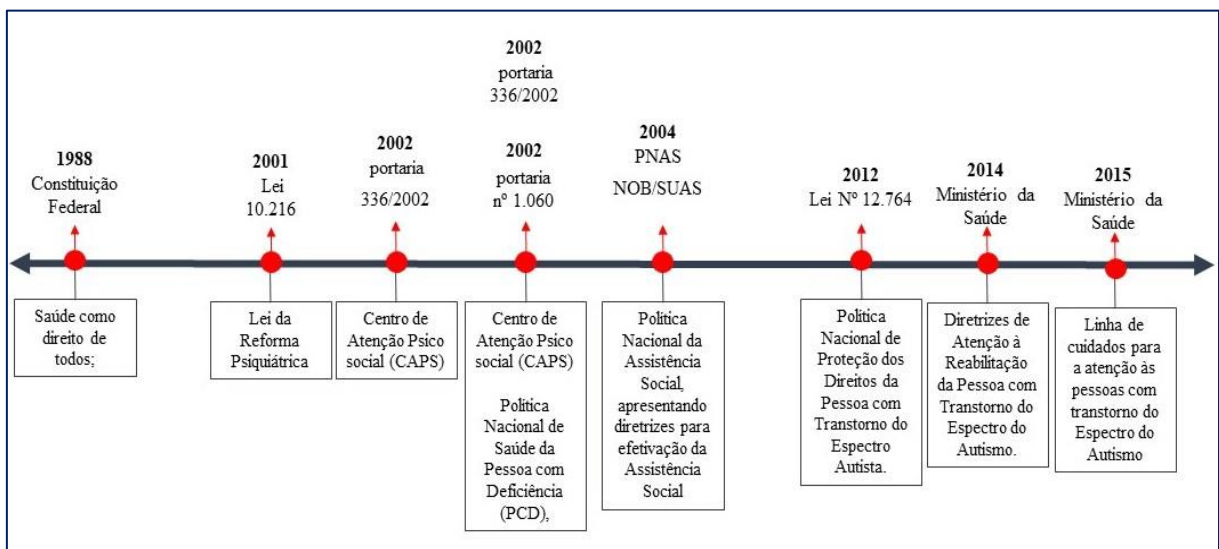 1988
Constituição
Federal
2001
Lei
10.216
2002
portaria
336/2002
2002
portaria
336/2002
2002
portaria
nº 1.060
2004
PNAS
NOB/SUAS
2012
Lei Nº 12.764
2014
Ministério da
Saúde
2015
Ministério da
Saúde
Saúde como
direito de
todos;
Lei da
Reforma
Psiquiátrica
Centro de
Atenção Psico
social (CAPS)
Centro de
Atenção Psico
social (CAPS)
Política
Nacional de
Saúde da
Pessoa com
Deficiência
(PCD),
Política
Nacional da
Assistência
Social,
apresentando
diretrizes para
efetivação da
Assistência
Social
Política
Nacional de
Proteção dos
Direitos da
Pessoa com
Transtorno do
Espectro
Autista.
Diretrizes de
Atenção à
Reabilitação
da Pessoa com
Transtorno do
Espectro do
Autismo.
Linha de
cuidados para
a atenção às
pessoas com
transtorno do
Espectro do
Autismo